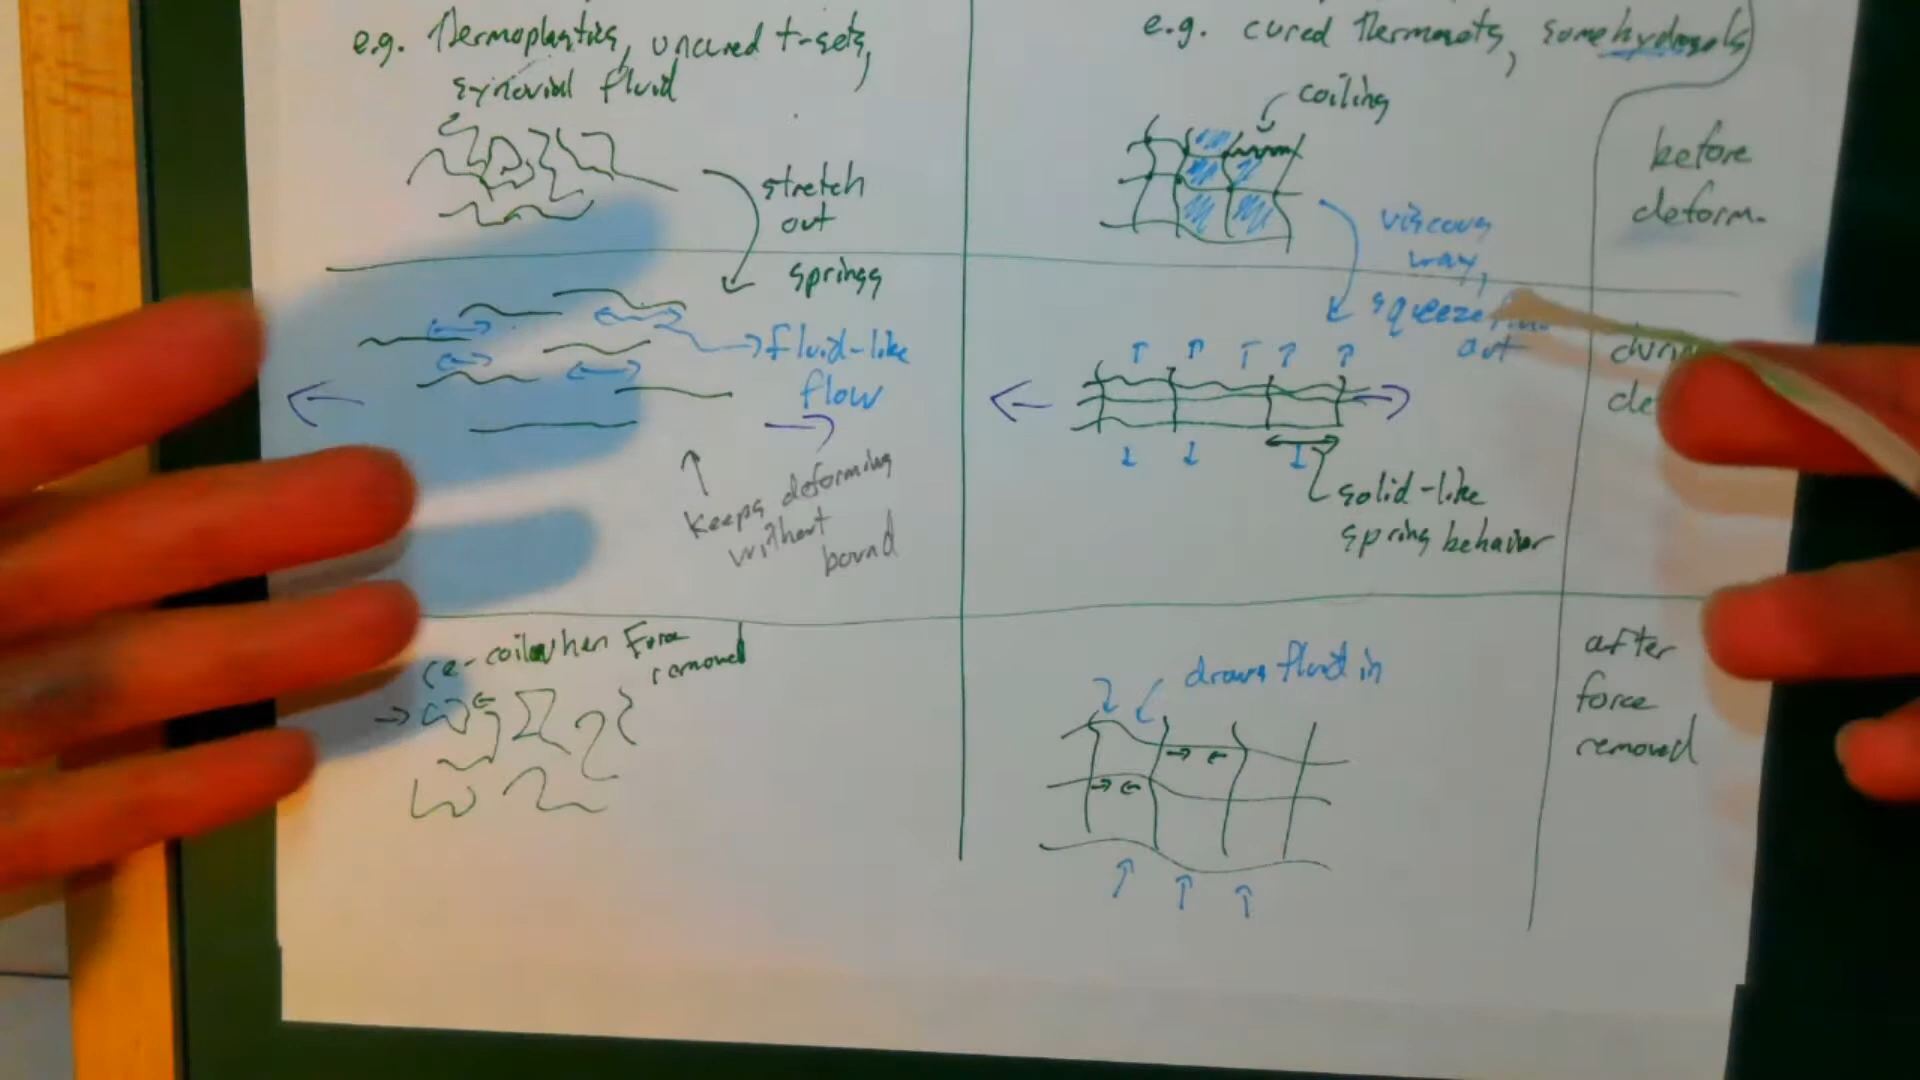 e.g. thermoplastics, uncured t-sets,
synovial fluid
stretch
out
springs
fluid-like
flow
keeps deforming
without
bound
re-coil when Force
removed
e.g. cured thermosets, some hydrogels
coiling
viscous
way,
squeeze
out
solid-like
spring behavior
draws fluid in
before
deform.
after
force
removed